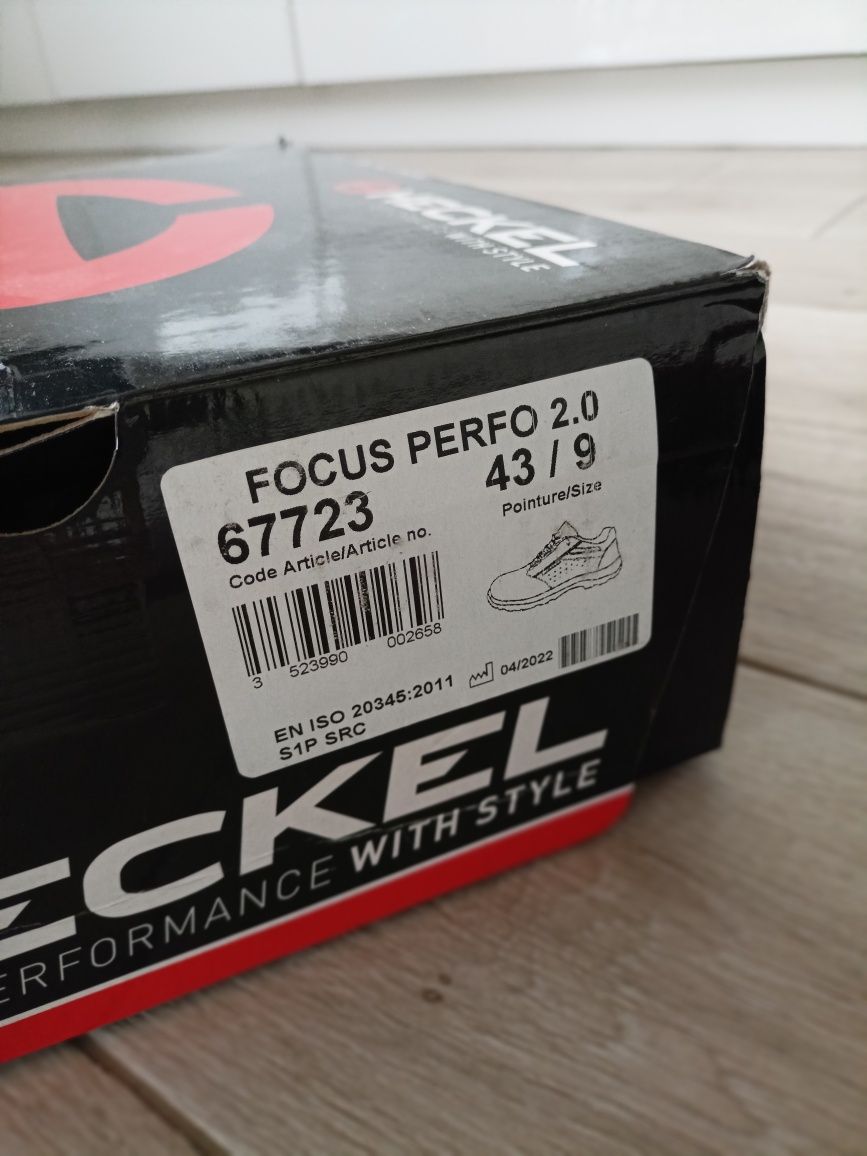 HECKEL
WITH STYLE
FOCUS PERFO 2.0
67723
43 / 9
Code Article/Article no.
Pointure/Size
3 523990 002658
EN ISO 20345:2011
04/2022
S1P SRC
ECKEL
ERFORMANCE WITH STYLE